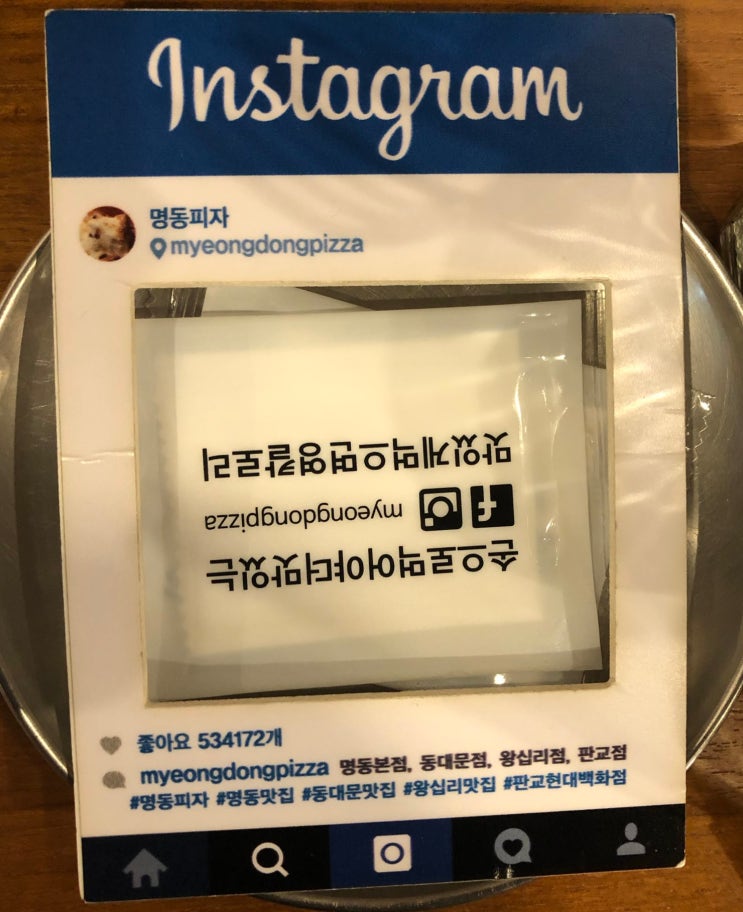 Instagram
명동피자
myeongdongpizza
손으로먹어야더맛있는
myeongdongpizza
맛있게먹으면영칼로리
좋아요 534172개
myeongdongpizza 명동본점, 동대문점, 왕십리점, 판교점
#명동피자 #명동맛집 #동대문맛집 #왕십리맛집 #판교현대백화점